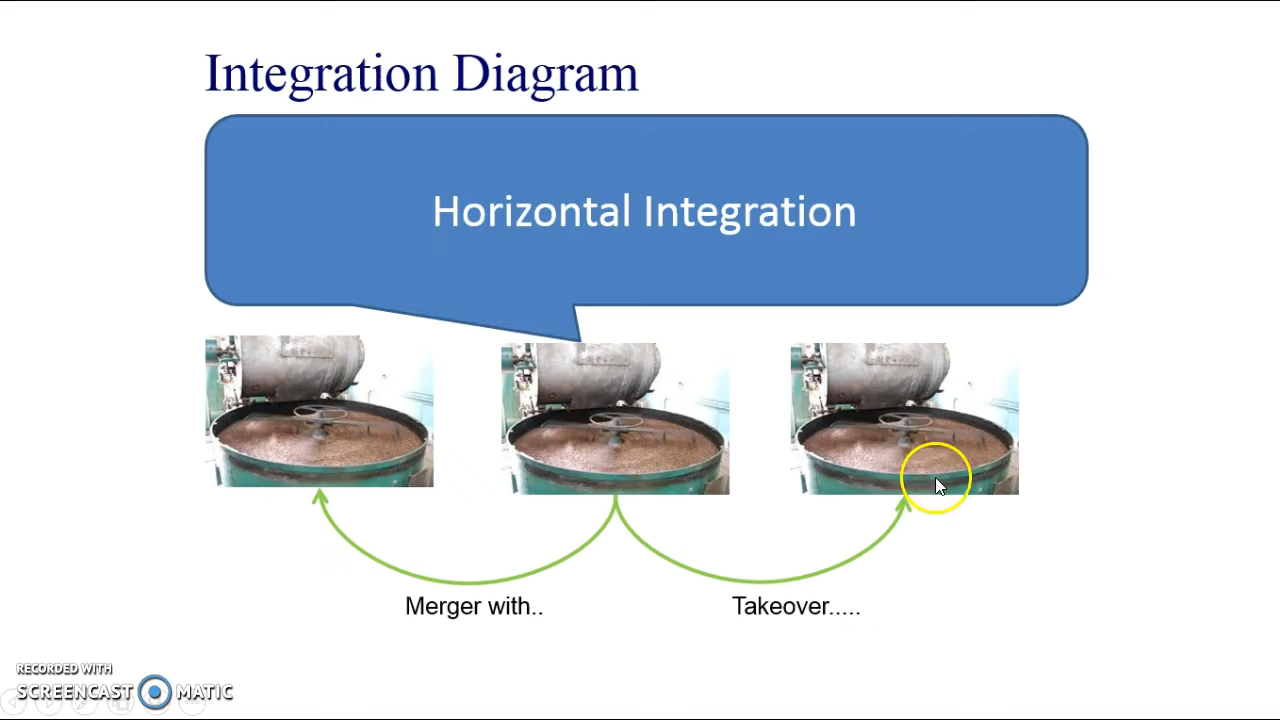 Integration Diagram
Horizontal Integration
Merger with..
Takeover.....
RECORDED WITH
SCREENCAST MATIC